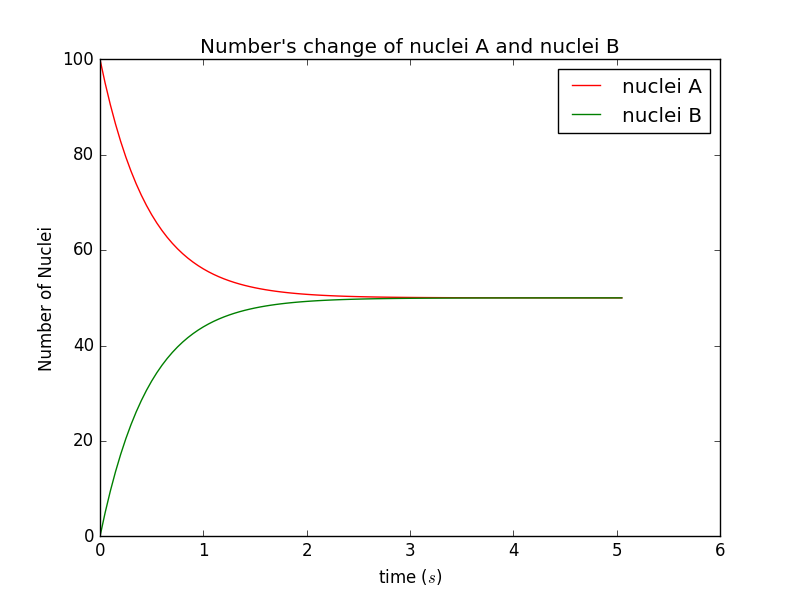 Number's change of nuclei A and nuclei B
nuclei A
nuclei B
Number of Nuclei
100
80
60
40
20
0
0 1 2 3 4 5 6
time (s)